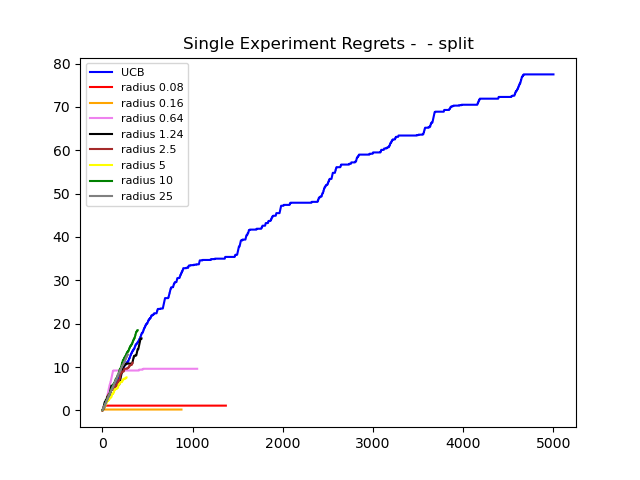 Single Experiment Regrets -  - split
80
70
60
50
40
30
20
10
0
UCB
radius 0.08
radius 0.16
radius 0.64
radius 1.24
radius 2.5
radius 5
radius 10
radius 25
0 1000 2000 3000 4000 5000